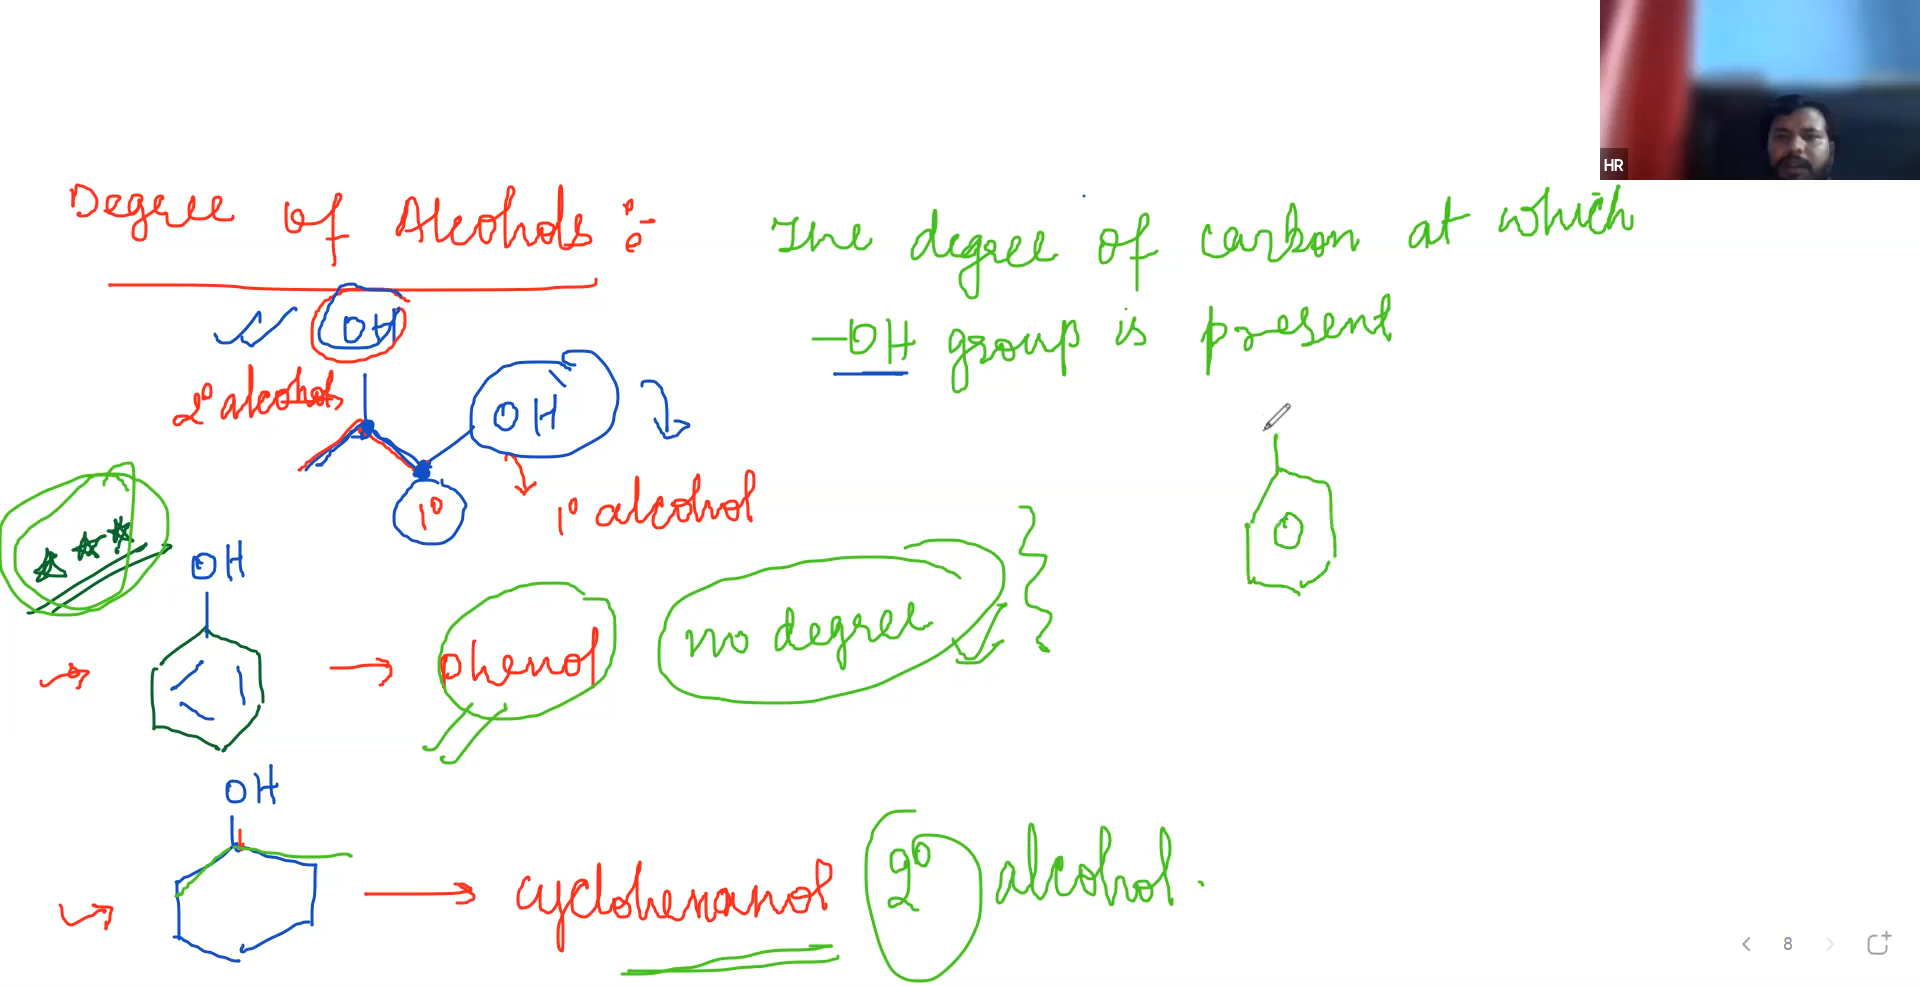 HR
Degree of Alcohols :-
The degree of carbon at which
-OH group is present
OH
2° alcohol
OH
1°
1° alcohol
OH
phenol
no degree
OH
cyclohexanol
2° alcohol.
8